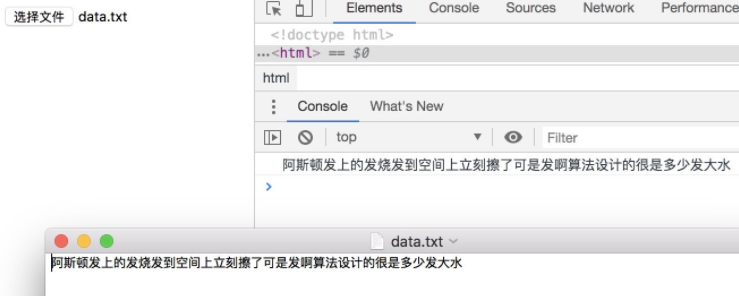 选择文件 data.txt
Elements Console Sources Network Performance
<!doctype html>
…<html> == $0
html
Console What's New
top Filter
阿斯顿发上的发烧发到空间上立刻擦了可是发啊算法设计的很是多少发大水
data.txt
阿斯顿发上的发烧发到空间上立刻擦了可是发啊算法设计的很是多少发大水